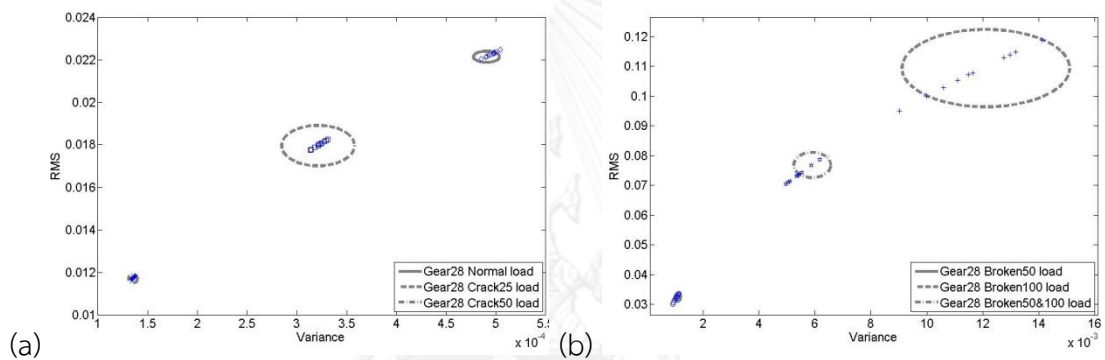 0.024
0.022
0.02
0.018
0.016
0.014
0.012
0.01
RMS
1 1.5 2 2.5 3 3.5 4 4.5 5 5.5
Variance
x 10⁻⁴
Gear28 Normal load
Gear28 Crack25 load
Gear28 Crack50 load
(a)
0.12
0.11
0.1
0.09
0.08
0.07
0.06
0.05
0.04
0.03
RMS
2 4 6 8 10 12 14 16
Variance
x 10⁻³
Gear28 Broken50 load
Gear28 Broken100 load
Gear28 Broken50&100 load
(b)